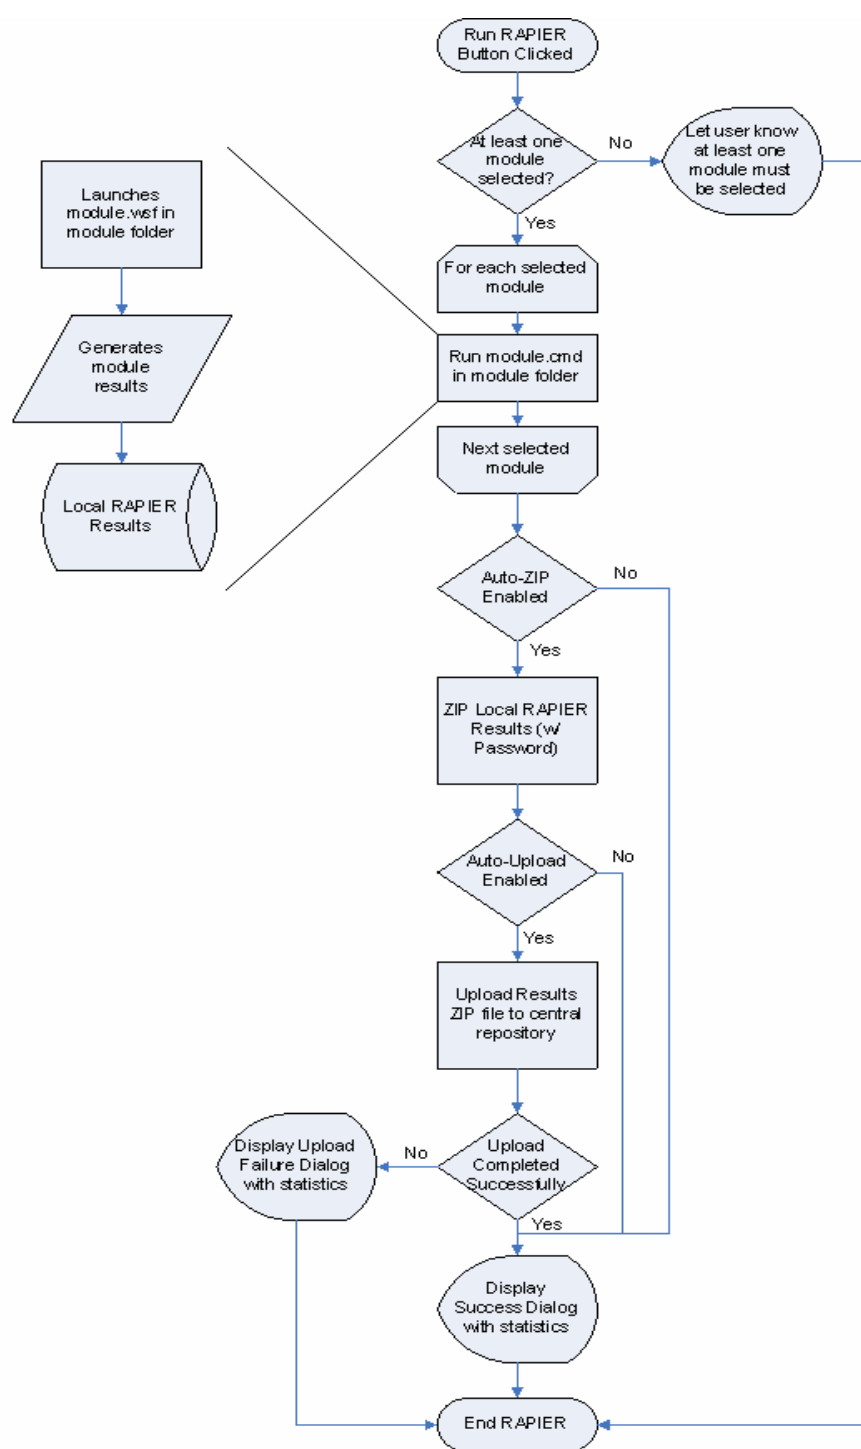 Run RAPIER
Button Clicked
At least one
module
selected?
No
Let user know
at least one
module must
be selected
Yes
Launches
module.wsf in
module folder
For each selected
module
Generates
module
results
Run module.cmd
in module folder
Next selected
module
Local RAPIER
Results
Auto-ZIP
Enabled
No
Yes
ZIP Local RAPIER
Results (w/
Password)
Auto-Upload
Enabled
No
Yes
Upload Results
ZIP file to central
repository
Display Upload
Failure Dialog
with statistics
No
Upload
Completed
Successfully
Yes
Display
Success Dialog
with statistics
End RAPIER